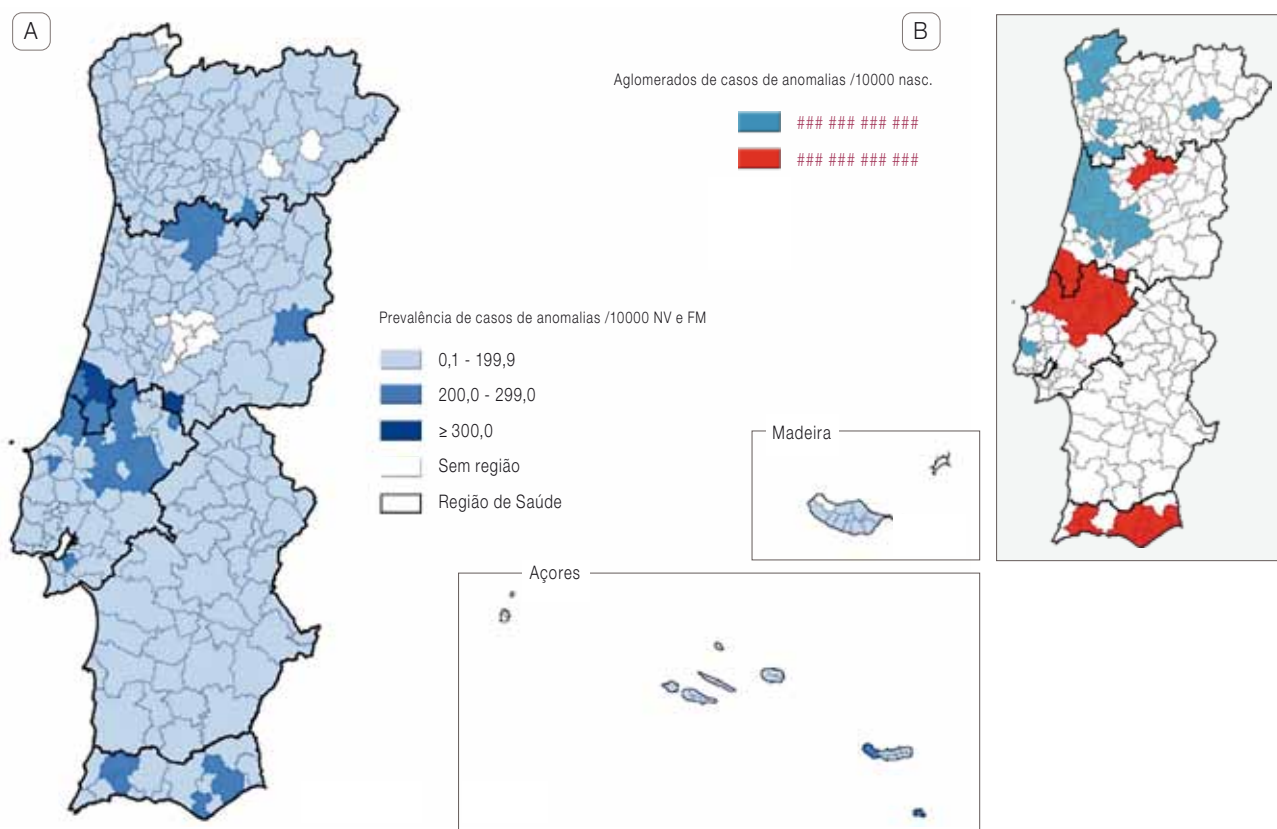 A
B
Aglomerados de casos de anomalias /10000 nasc.
### ### ### ###
### ### ### ###
Prevalência de casos de anomalias /10000 NV e FM
0,1 - 199,9
200,0 - 299,0
≥ 300,0
Sem região
Região de Saúde
Madeira
Açores